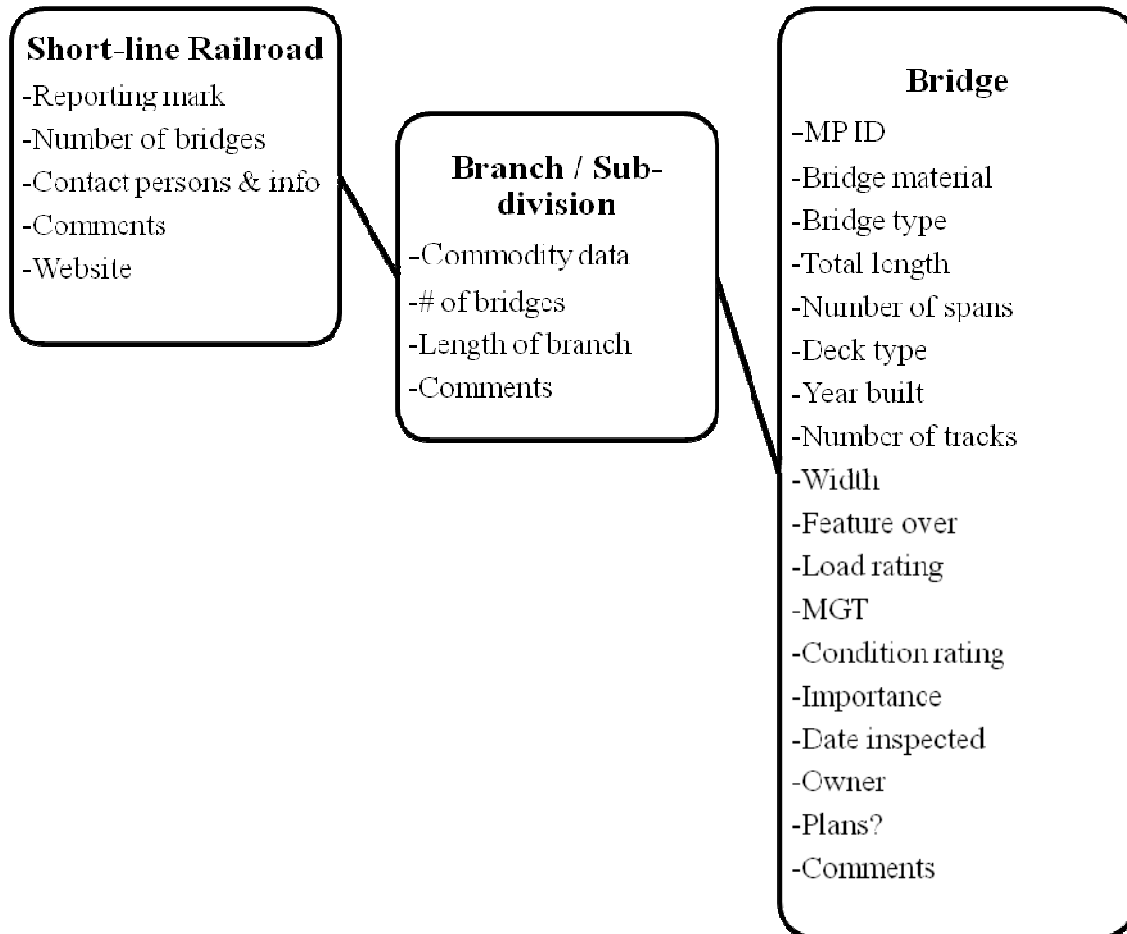 Short-line Railroad
-Reporting mark
-Number of bridges
-Contact persons & info
-Comments
-Website
Branch / Sub-
division
-Commodity data
-# of bridges
-Length of branch
-Comments
Bridge
-MP ID
-Bridge material
-Bridge type
-Total length
-Number of spans
-Deck type
-Year built
-Number of tracks
-Width
-Feature over
-Load rating
-MGT
-Condition rating
-Importance
-Date inspected
-Owner
-Plans?
-Comments